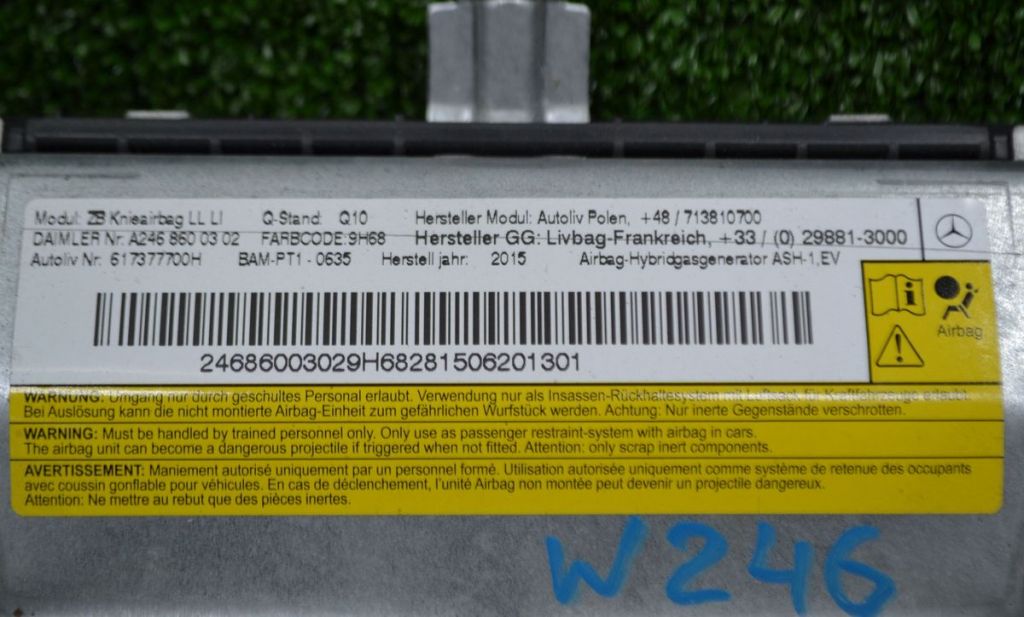 Modul: ZB Knieairbag LL LI Q-Stand: Q10 Hersteller Modul: Autoliv Polen, +48 / 713810700
DAIMLER Nr: A246 860 03 02 FARBCODE:9H68 Hersteller GG: Livbag-Frankreich, +33 / (0) 29881-3000
Autoliv Nr: 617377700H BAM-PT1 - 0635 Herstelljahr: 2015 Airbag-Hybridgasgenerator ASH-1,EV
Airbag
24686003029H68281506201301
WARNUNG: Umgang nur durch geschultes Personal erlaubt. Verwendung nur als Insassen-Rückhaltesystem mit Luftsack für Kraftfahrzeuge erlaubt.
Bei Auslösung kann die nicht montierte Airbag-Einheit zum gefährlichen Wurfstück werden. Achtung: Nur inerte Gegenstände verschrotten.
WARNING: Must be handled by trained personnel only. Only use as passenger restraint-system with airbag in cars.
The airbag unit can become a dangerous projectile if triggered when not fitted. Attention: only scrap inert components.
AVERTISSEMENT: Maniement autorisé uniquement par un personnel formé. Utilisation autorisée uniquement comme système de retenue des occupants
avec coussin gonflable pour véhicules. En cas de déclenchement, l'unité Airbag non montée peut devenir un projectile dangereux.
Attention: Ne mettre au rebut que des pièces inertes.
W246